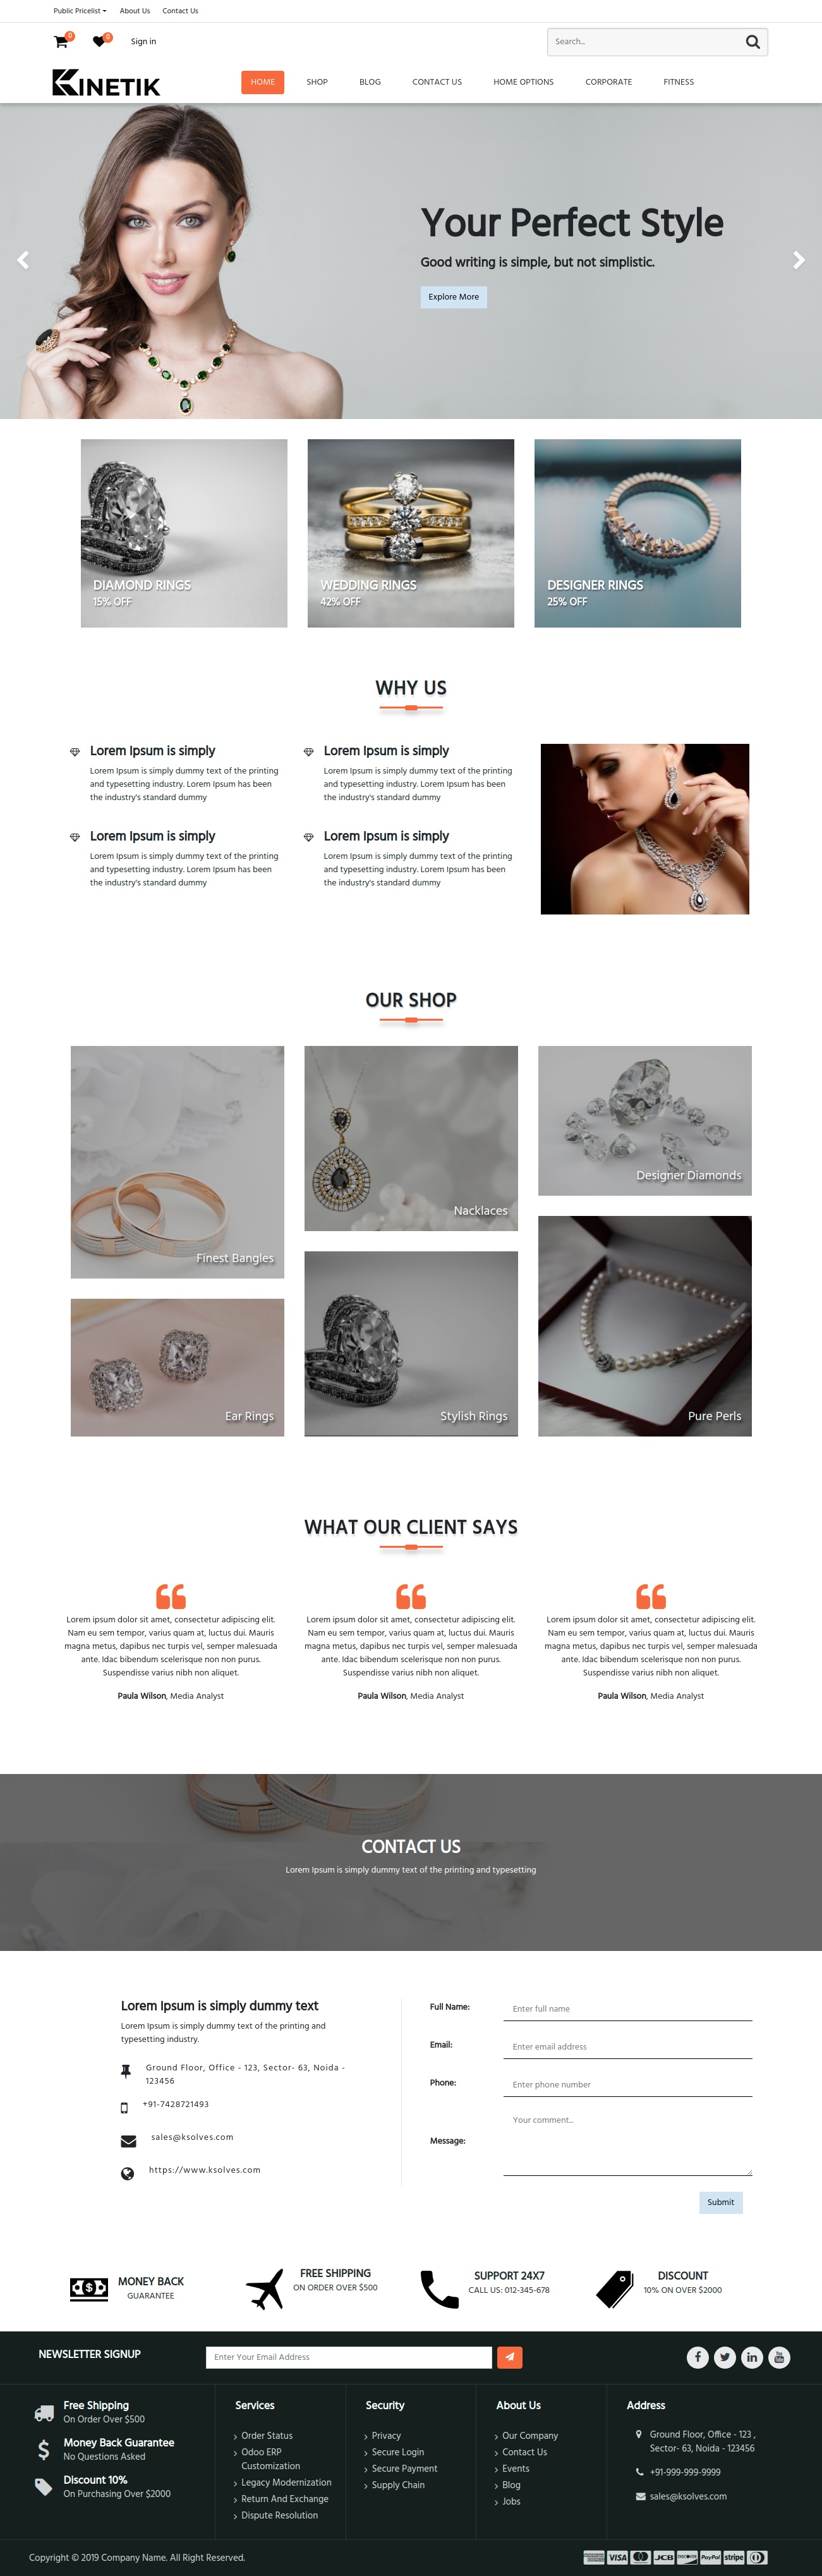 Public Pricelist About Us Contact Us
0 0 Sign in Search...
KINETIK HOME SHOP BLOG CONTACT US HOME OPTIONS CORPORATE FITNESS
Your Perfect Style
Good writing is simple, but not simplistic.
Explore More
DIAMOND RINGS
15% OFF
WEDDING RINGS
42% OFF
DESIGNER RINGS
25% OFF
WHY US
Lorem Ipsum is simply
Lorem Ipsum is simply dummy text of the printing
and typesetting industry. Lorem Ipsum has been
the industry's standard dummy
Lorem Ipsum is simply
Lorem Ipsum is simply dummy text of the printing
and typesetting industry. Lorem Ipsum has been
the industry's standard dummy
Lorem Ipsum is simply
Lorem Ipsum is simply dummy text of the printing
and typesetting industry. Lorem Ipsum has been
the industry's standard dummy
Lorem Ipsum is simply
Lorem Ipsum is simply dummy text of the printing
and typesetting industry. Lorem Ipsum has been
the industry's standard dummy
OUR SHOP
Finest Bangles
Nacklaces
Designer Diamonds
Ear Rings
Stylish Rings
Pure Perls
WHAT OUR CLIENT SAYS
Lorem ipsum dolor sit amet, consectetur adipiscing elit.
Nam eu sem tempor, varius quam at, luctus dui. Mauris
magna metus, dapibus nec turpis vel, semper malesuada
ante. Idac bibendum scelerisque non non purus.
Suspendisse varius nibh non aliquet.
Paula Wilson, Media Analyst
Lorem ipsum dolor sit amet, consectetur adipiscing elit.
Nam eu sem tempor, varius quam at, luctus dui. Mauris
magna metus, dapibus nec turpis vel, semper malesuada
ante. Idac bibendum scelerisque non non purus.
Suspendisse varius nibh non aliquet.
Paula Wilson, Media Analyst
Lorem ipsum dolor sit amet, consectetur adipiscing elit.
Nam eu sem tempor, varius quam at, luctus dui. Mauris
magna metus, dapibus nec turpis vel, semper malesuada
ante. Idac bibendum scelerisque non non purus.
Suspendisse varius nibh non aliquet.
Paula Wilson, Media Analyst
CONTACT US
Lorem Ipsum is simply dummy text of the printing and typesetting
Lorem Ipsum is simply dummy text
Lorem Ipsum is simply dummy text of the printing and
typesetting industry.
Ground Floor, Office - 123, Sector- 63, Noida -
123456
+91-7428721493
sales@ksolves.com
https://www.ksolves.com
Full Name: Enter full name
Email: Enter email address
Phone: Enter phone number
Message: Your comment...
Submit
MONEY BACK
GUARANTEE
FREE SHIPPING
ON ORDER OVER $500
SUPPORT 24X7
CALL US: 012-345-678
DISCOUNT
10% ON OVER $2000
NEWSLETTER SIGNUP Enter Your Email Address
Free Shipping
On Order Over $500
Money Back Guarantee
No Questions Asked
Discount 10%
On Purchasing Over $2000
Services
Order Status
Odoo ERP
Customization
Legacy Modernization
Return And Exchange
Dispute Resolution
Security
Privacy
Secure Login
Secure Payment
Supply Chain
About Us
Our Company
Contact Us
Events
Blog
Jobs
Address
Ground Floor, Office - 123 ,
Sector- 63, Noida - 123456
+91-999-999-9999
sales@ksolves.com
Copyright © 2019 Company Name. All Right Reserved.
VISA JCB DISCOVER PayPal stripe